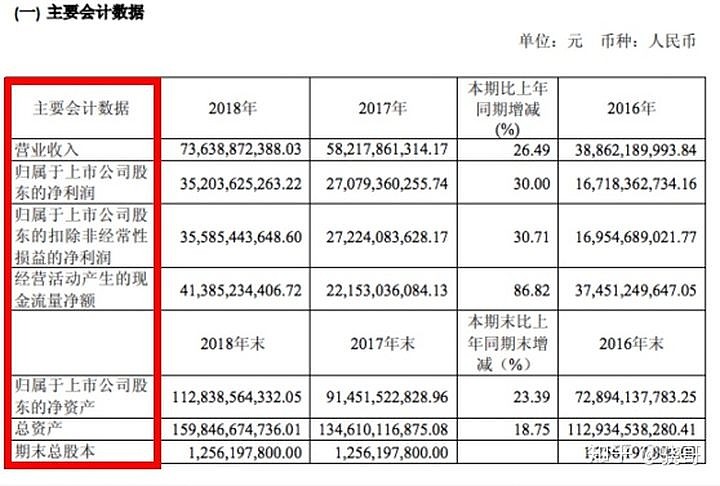 (一) 主要会计数据
单位：元 币种：人民币
主要会计数据 2018年 2017年 本期比上年同期增减(%) 2016年
营业收入 73,638,872,388.03 58,217,861,314.17 26.49 38,862,189,993.84
归属于上市公司股东的净利润 35,203,625,263.22 27,079,360,255.74 30.00 16,718,362,734.16
归属于上市公司股东的扣除非经常性损益的净利润 35,585,443,648.60 27,224,083,628.17 30.71 16,954,689,021.77
经营活动产生的现金流量净额 41,385,234,406.72 22,153,036,084.13 86.82 37,451,249,647.05
2018年末 2017年末 本期末比上年同期末增减（%） 2016年末
归属于上市公司股东的净资产 112,838,564,332.05 91,451,522,828.96 23.39 72,894,137,783.25
总资产 159,846,674,736.01 134,610,116,875.08 18.75 112,934,538,280.41
期末总股本 1,256,197,800.00 1,256,197,800.00